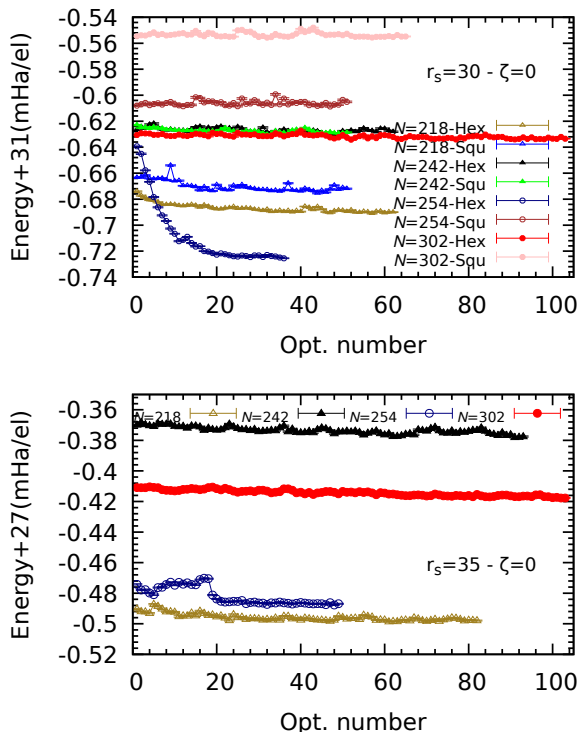 -0.54
-0.56
-0.58
-0.6
-0.62
-0.64
-0.66
-0.68
-0.7
-0.72
-0.74
Energy+31(mHa/el)
rs=30 - ζ=0
N=218-Hex
N=218-Squ
N=242-Hex
N=242-Squ
N=254-Hex
N=254-Squ
N=302-Hex
N=302-Squ
0 20 40 60 80 100
Opt. number
-0.36
-0.38
-0.4
-0.42
-0.44
-0.46
-0.48
-0.5
-0.52
Energy+27(mHa/el)
N=218 N=242 N=254 N=302
rs=35 - ζ=0
0 20 40 60 80 100
Opt. number